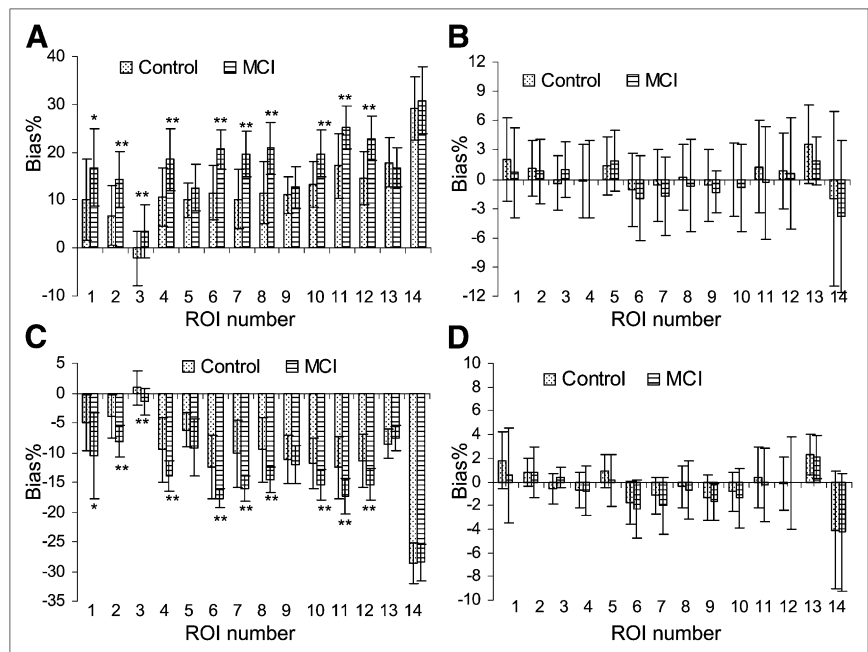 A
Control MCI
Bias%
40
30
20
10
0
-10
* ** ** ** ** ** ** ** ** **
1 2 3 4 5 6 7 8 9 10 11 12 13 14
ROI number
B
Control MCI
Bias%
12
9
6
3
0
-3
-6
-9
-12
1 2 3 4 5 6 7 8 9 10 11 12 13 14
ROI number
C
Control MCI
Bias%
5
0
-5
-10
-15
-20
-25
-30
-35
* ** ** ** ** ** ** ** ** **
1 2 3 4 5 6 7 8 9 10 11 12 13 14
ROI number
D
Control MCI
Bias%
10
8
6
4
2
0
-2
-4
-6
-8
-10
1 2 3 4 5 6 7 8 9 10 11 12 13 14
ROI number